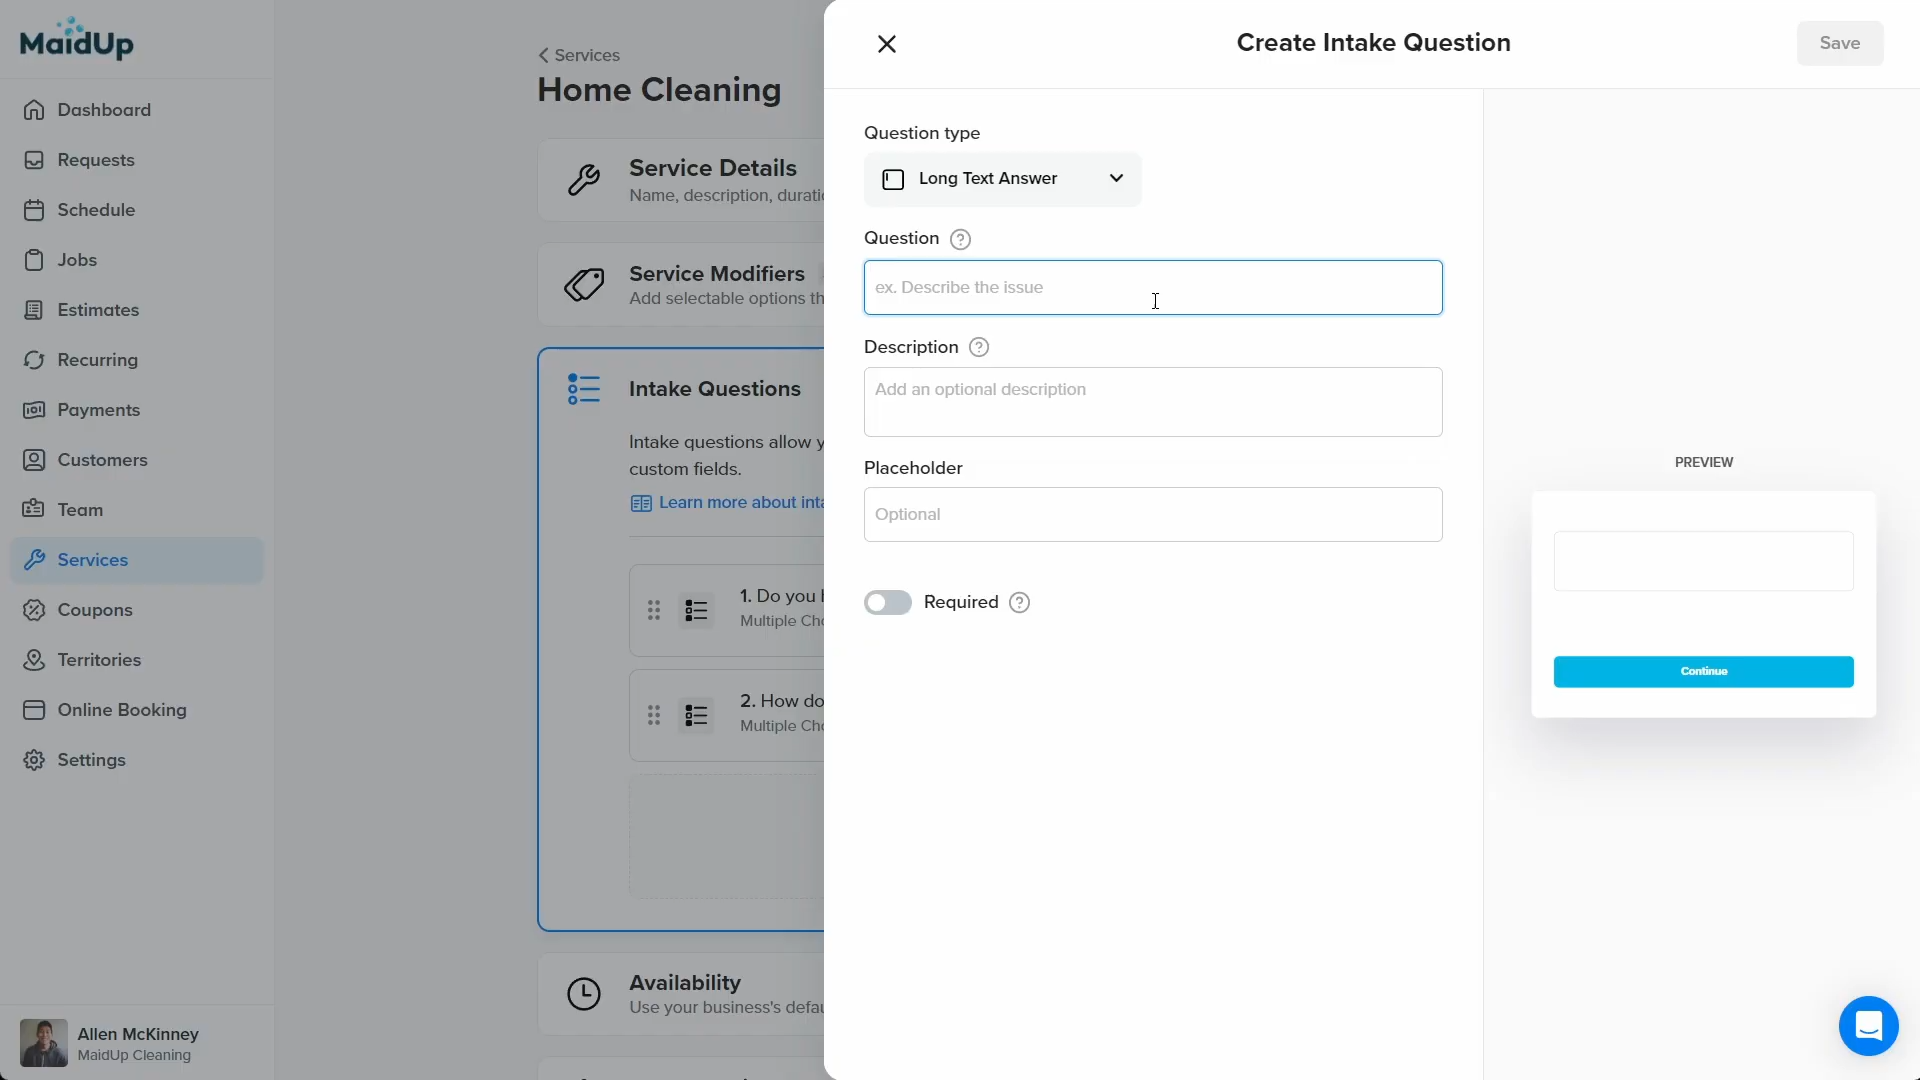 MaidUp
Dashboard
Requests
Schedule
Jobs
Estimates
Recurring
Payments
Customers
Team
Services
Coupons
Territories
Online Booking
Settings
Allen McKinney
MaidUp Cleaning
Services
Home Cleaning
Service Details
Name, description, durati
Service Modifiers
Add selectable options th
Intake Questions
Intake questions allow y
custom fields.
Learn more about inta
1. Do you
Multiple Cho
2. How do
Multiple Cho
Availability
Use your business's defau
Create Intake Question
Save
Question type
Long Text Answer
Question ?
ex. Describe the issue
Description ?
Add an optional description
Placeholder
Optional
Required ?
PREVIEW
Continue